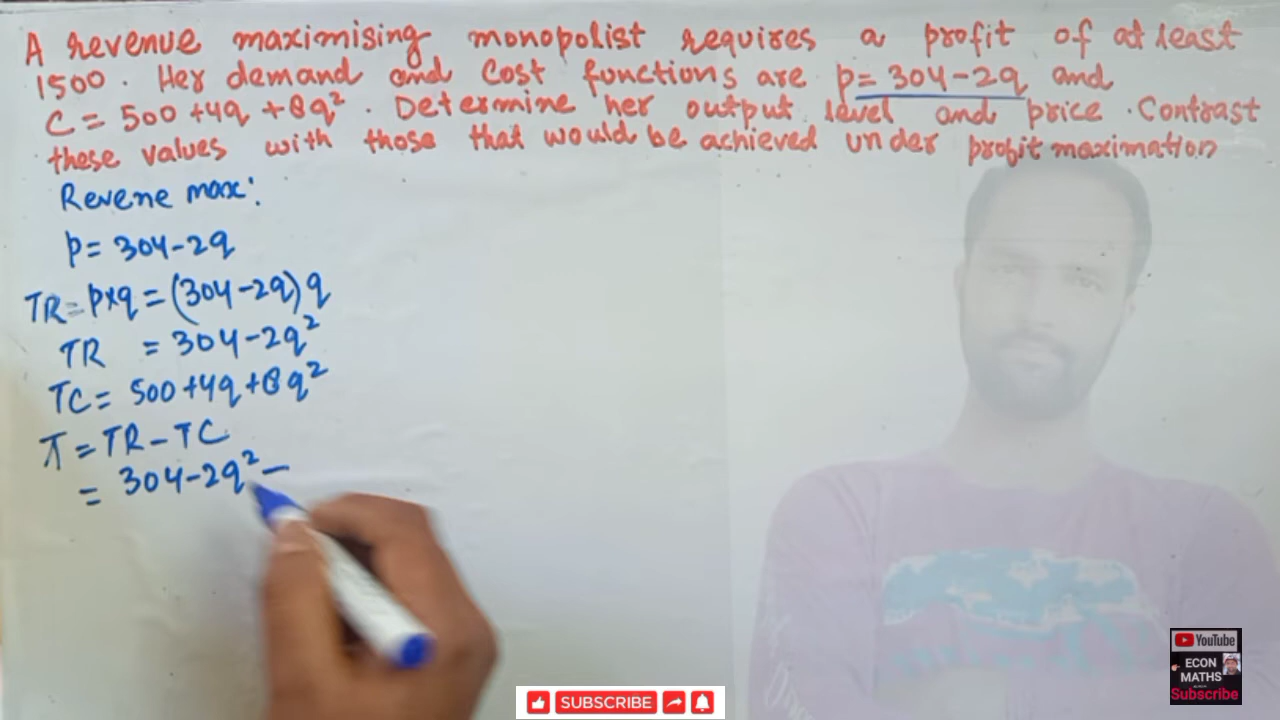 A revenue maximising monopolist requires a profit of at least
1500. Her demand and cost functions are p = 304 - 2q and
C = 500 + 4q + 8q². Determine her output level and price. Contrast
these values with those that would be achieved under profit maximation
Revene max:
p = 304 - 2q
TR = p×q = (304 - 2q) q
TR = 304 - 2q²
TC = 500 + 4q + 8q²
π = TR - TC
= 304 - 2q² -
YouTube
ECON
MATHS
Subscribe
SUBSCRIBE